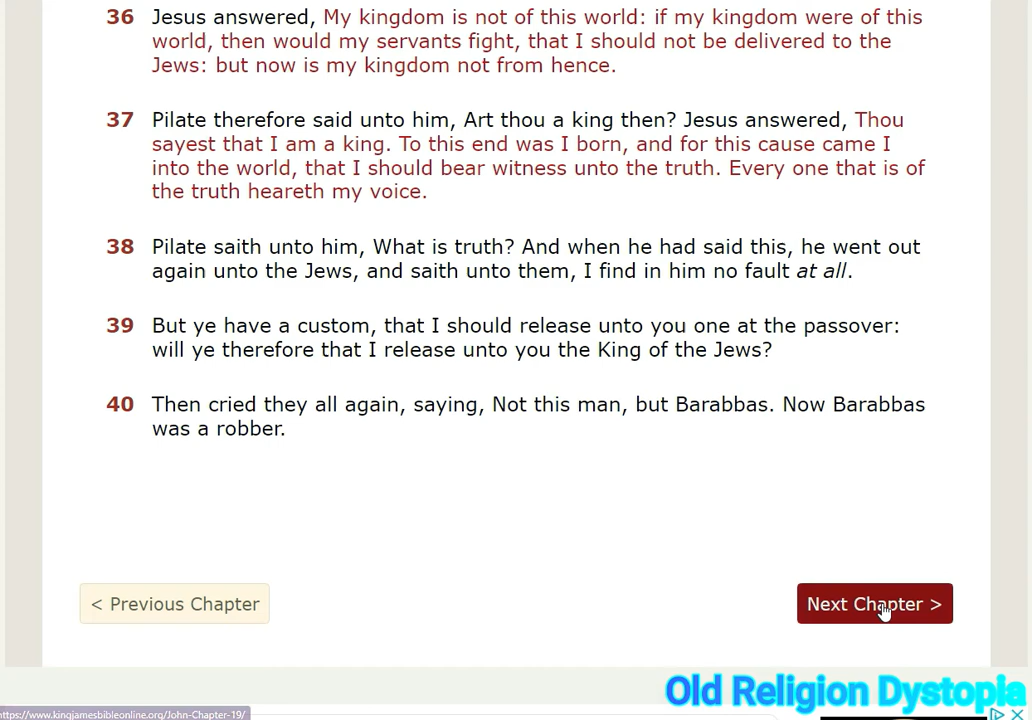 36 Jesus answered, My kingdom is not of this world: if my kingdom were of this
world, then would my servants fight, that I should not be delivered to the
Jews: but now is my kingdom not from hence.
37 Pilate therefore said unto him, Art thou a king then? Jesus answered, Thou
sayest that I am a king. To this end was I born, and for this cause came I
into the world, that I should bear witness unto the truth. Every one that is of
the truth heareth my voice.
38 Pilate saith unto him, What is truth? And when he had said this, he went out
again unto the Jews, and saith unto them, I find in him no fault at all.
39 But ye have a custom, that I should release unto you one at the passover:
will ye therefore that I release unto you the King of the Jews?
40 Then cried they all again, saying, Not this man, but Barabbas. Now Barabbas
was a robber.
< Previous Chapter
Next Chapter >
Old Religion Dystopia
https://www.kingjamesbibleonline.org/John-Chapter-19/